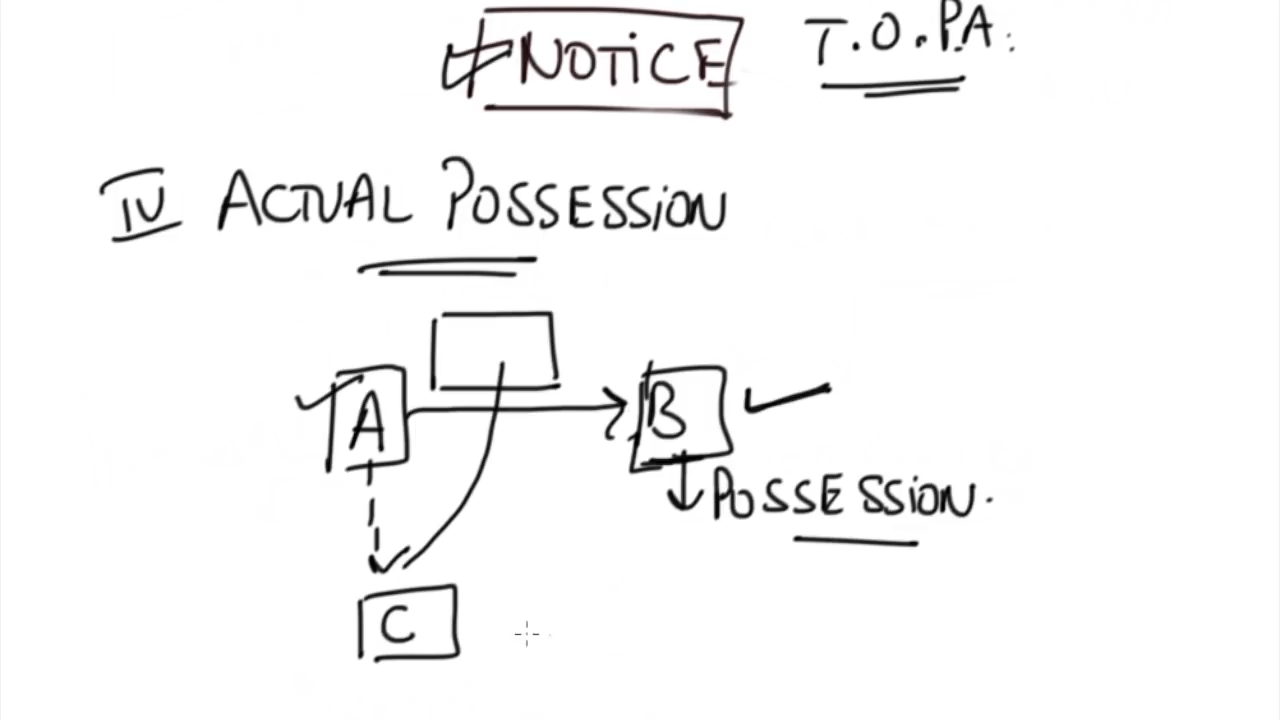 NOTICE T.O.P.A.
IV ACTUAL POSSESSION
A B
POSSESSION.
C